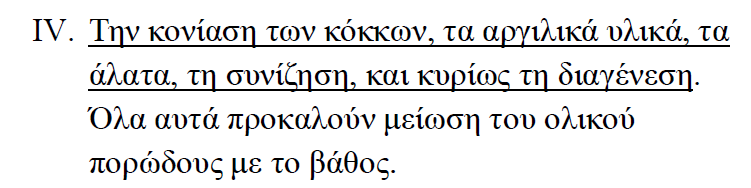 IV. Την κονίαση των κόκκων, τα αργιλικά υλικά, τα
άλατα, τη συνίζηση, και κυρίως τη διαγένεση.
Όλα αυτά προκαλούν μείωση του ολικού
πορώδους με το βάθος.